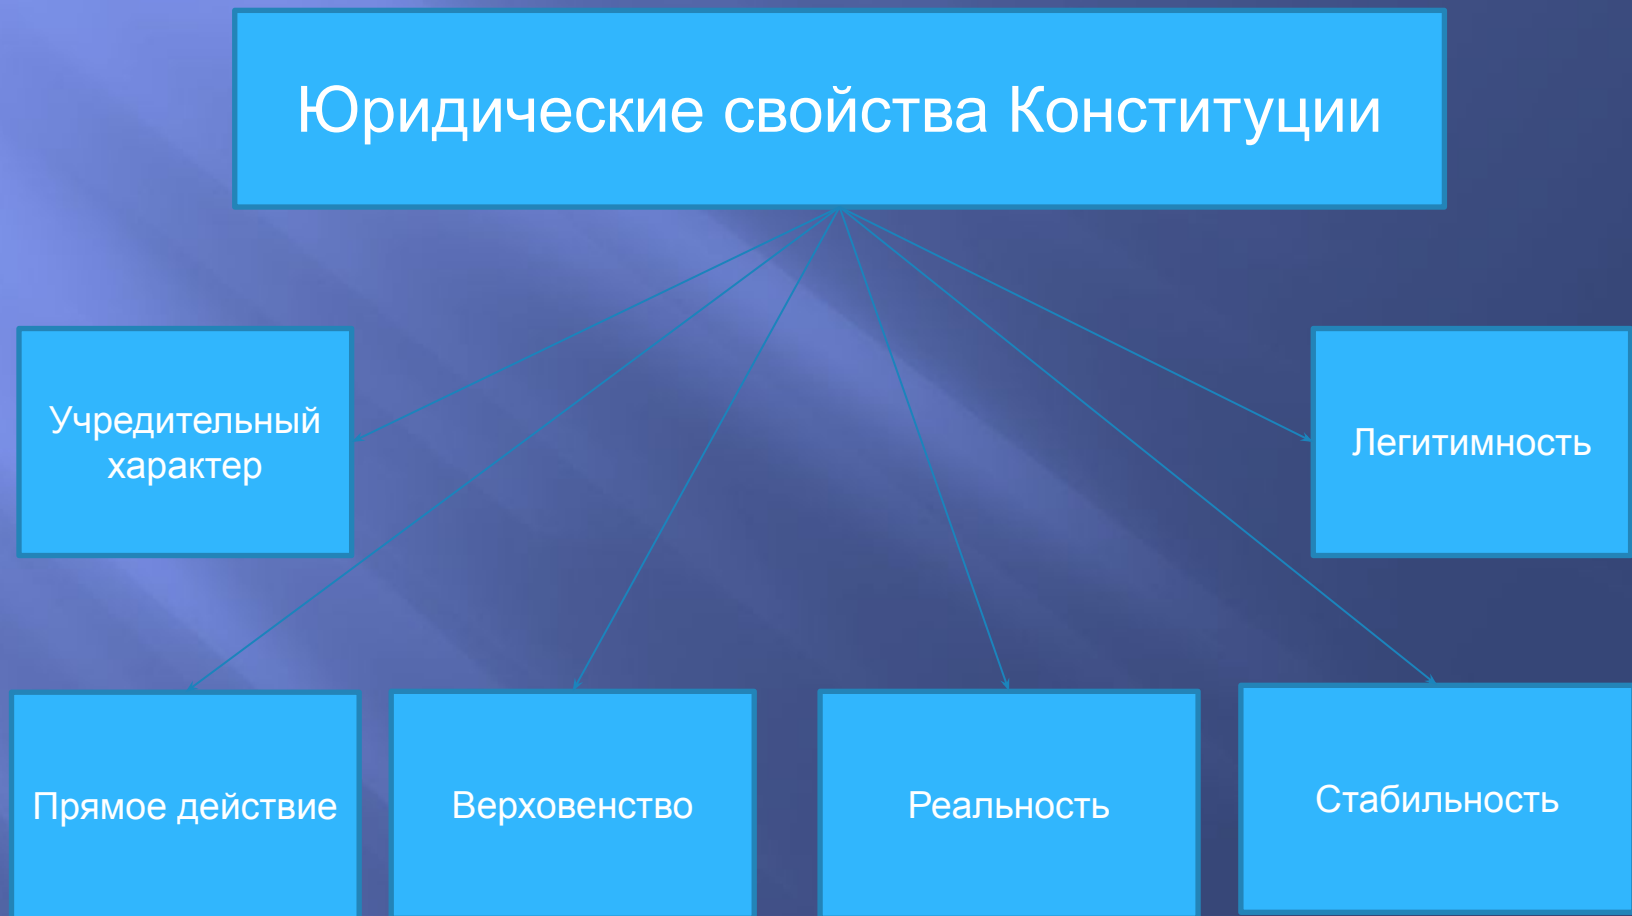 Юридические свойства Конституции
Учредительный
характер
Легитимность
Прямое действие
Верховенство
Реальность
Стабильность